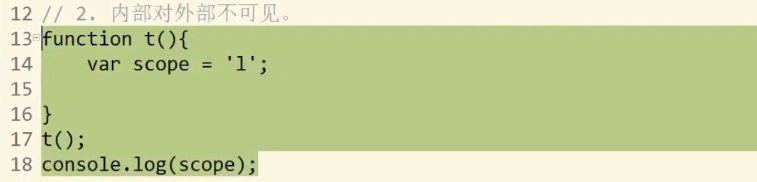 12 // 2. 内部对外部不可见。
13 function t(){
14     var scope = 'l';
15
16 }
17 t();
18 console.log(scope);